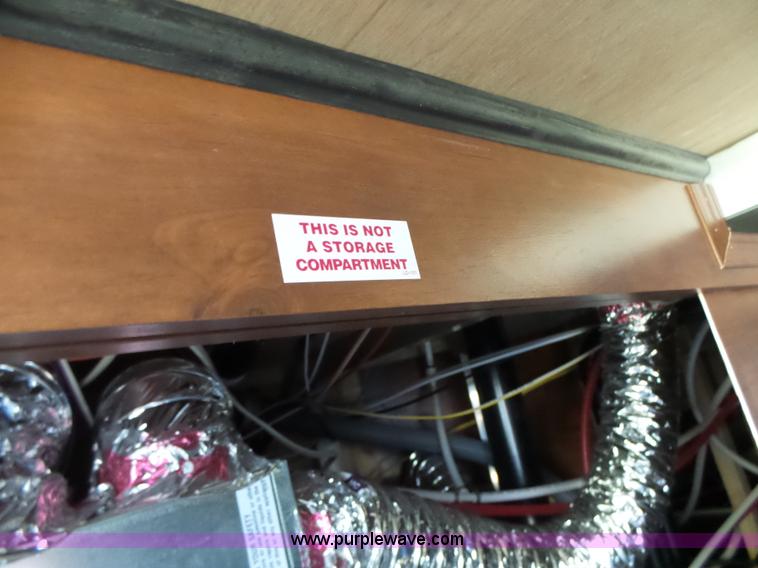 THIS IS NOT
A STORAGE
COMPARTMENT
www.purplewave.com